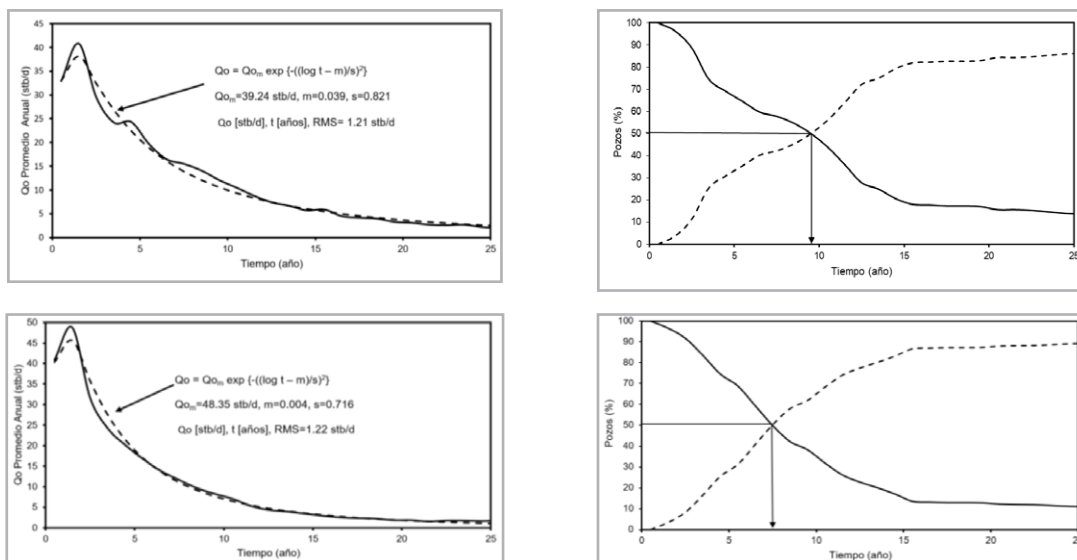 Qo Promedio Anual (stb/d)
45
40
35
30
25
20
15
10
5
0
Qo = Qoₘ exp {-((log t – m)/s)²}
Qoₘ=39.24 stb/d, m=0.039, s=0.821
Qo [stb/d], t [años], RMS= 1.21 stb/d
0 5 10 15 20 25
Tiempo (año)
Pozos (%)
100
90
80
70
60
50
40
30
20
10
0
0 5 10 15 20 25
Tiempo (año)
Qo Promedio Anual (stb/d)
50
45
40
35
30
25
20
15
10
5
0
Qo = Qoₘ exp {-((log t – m)/s)²}
Qoₘ=48.35 stb/d, m=0.004, s=0.716
Qo [stb/d], t [años], RMS=1.22 stb/d
0 5 10 15 20 25
Tiempo (año)
Pozos (%)
100
90
80
70
60
50
40
30
20
10
0
0 5 10 15 20 25
Tiempo (año)